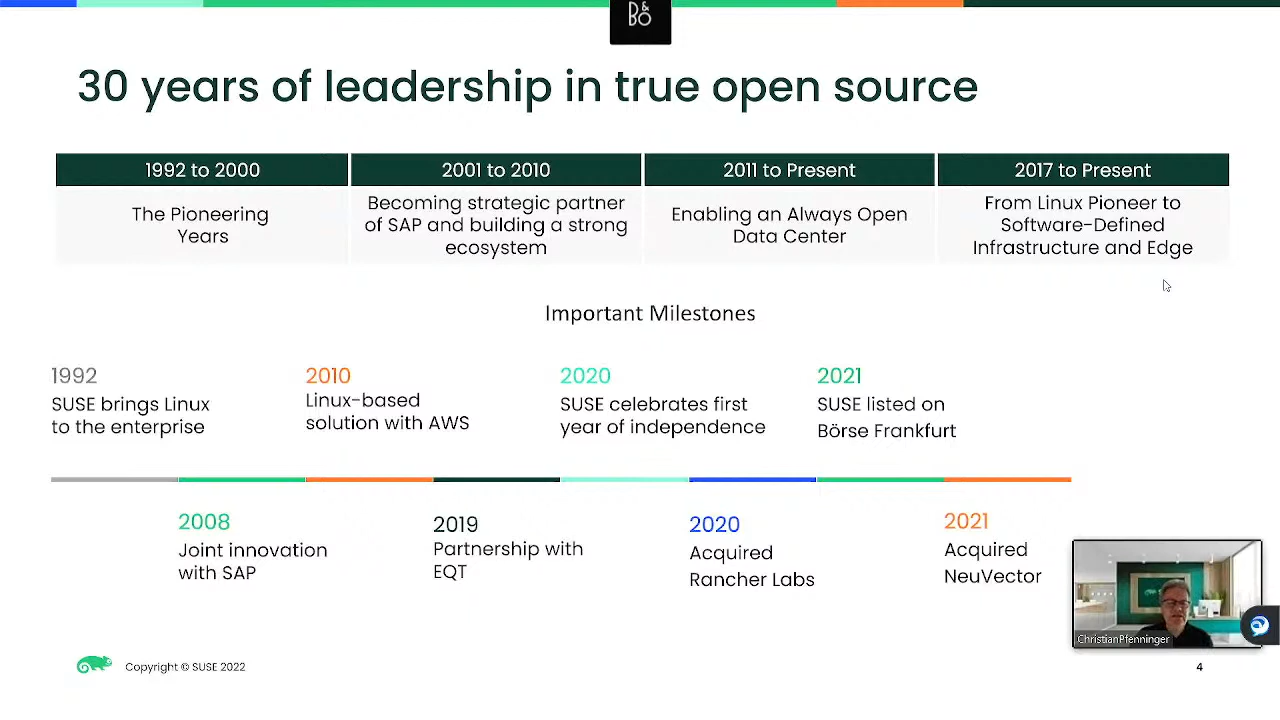 B&
BO
30 years of leadership in true open source
1992 to 2000
2001 to 2010
2011 to Present
2017 to Present
The Pioneering
Years
Becoming strategic partner
of SAP and building a strong
ecosystem
Enabling an Always Open
Data Center
From Linux Pioneer to
Software-Defined
Infrastructure and Edge
Important Milestones
1992
SUSE brings Linux
to the enterprise
2010
Linux-based
solution with AWS
2020
SUSE celebrates first
year of independence
2021
SUSE listed on
Börse Frankfurt
2008
Joint innovation
with SAP
2019
Partnership with
EQT
2020
Acquired
Rancher Labs
2021
Acquired
NeuVector
ChristianPfenninger
Copyright © SUSE 2022
4